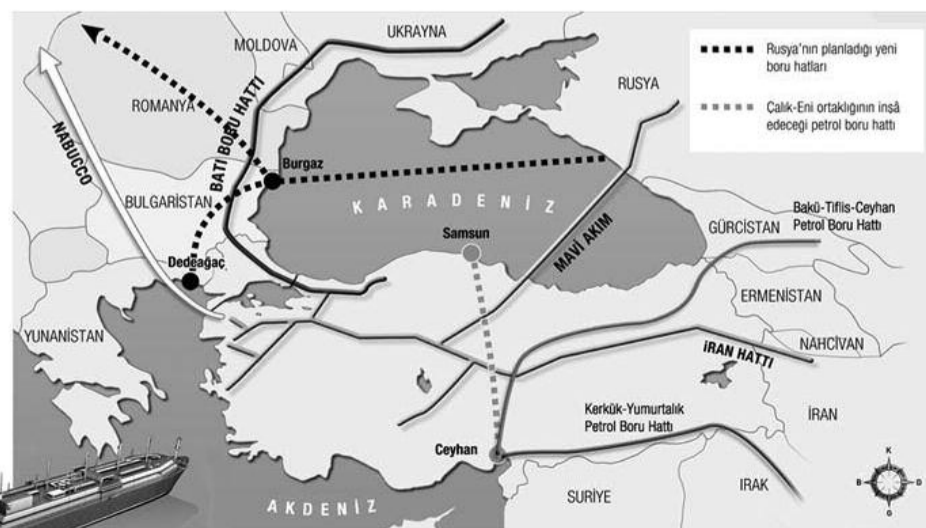 UKRAYNA
MOLDOVA
Rusya'nın planladığı yeni
boru hatları
RUSYA
ROMANYA
Çalık-Eni ortaklığının inşâ
edeceği petrol boru hattı
NABUCCO
BATI BORU HATTI
Burgaz
BULGARİSTAN
KARADENİZ
Bakû-Tiflis-Ceyhan
Petrol Boru Hattı
GÜRCİSTAN
Samsun
MAVİ AKIM
Dedeağaç
ERMENİSTAN
YUNANİSTAN
NAHCİVAN
İRAN HATTI
Kerkük-Yumurtalık
Petrol Boru Hattı
İRAN
Ceyhan
K
B
D
G
SURİYE
IRAK
AKDENİZ